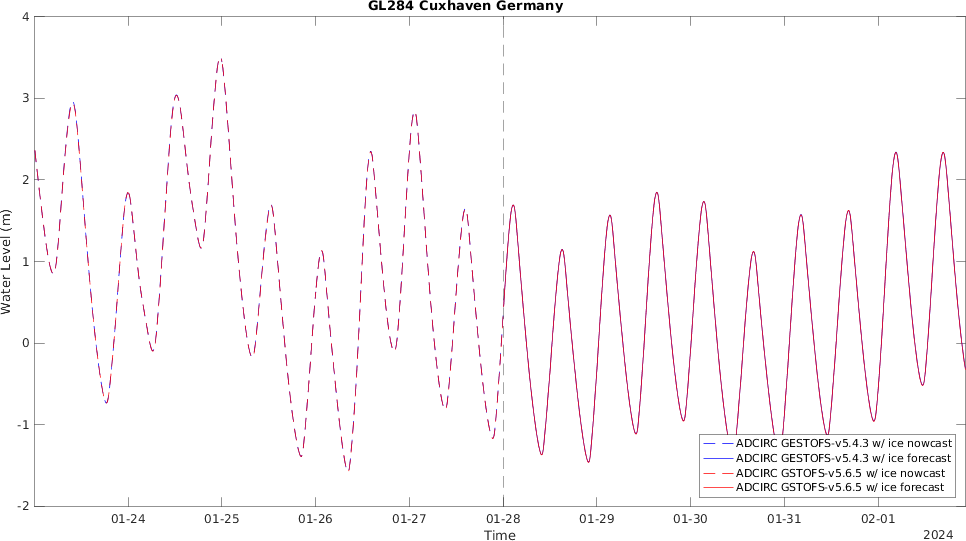 GL284 Cuxhaven Germany
4
3
2
1
0
-1
-2
Water Level (m)
01-24 01-25 01-26 01-27 01-28 01-29 01-30 01-31 02-01
Time
2024
ADCIRC GESTOFS-v5.4.3 w/ ice nowcast
ADCIRC GESTOFS-v5.4.3 w/ ice forecast
ADCIRC GSTOFS-v5.6.5 w/ ice nowcast
ADCIRC GSTOFS-v5.6.5 w/ ice forecast